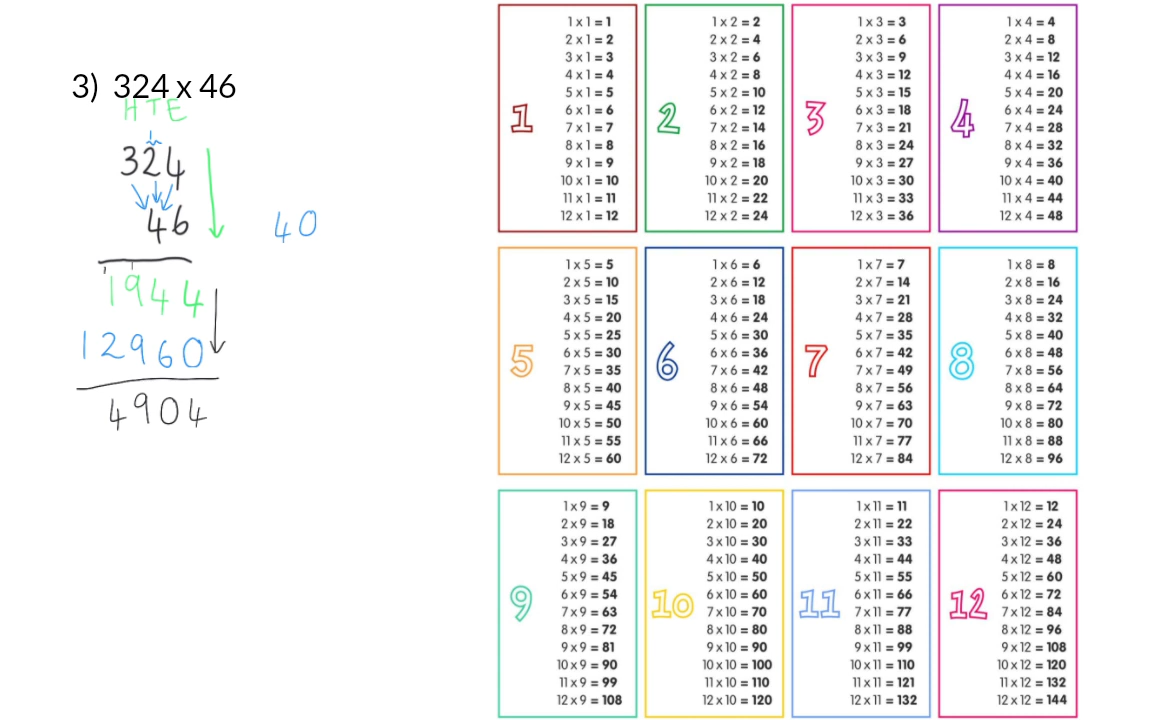 3) 324 x 46
H T E
1
324
46
40
1944
12960
4904
1
1 x 1 = 1
2 x 1 = 2
3 x 1 = 3
4 x 1 = 4
5 x 1 = 5
6 x 1 = 6
7 x 1 = 7
8 x 1 = 8
9 x 1 = 9
10 x 1 = 10
11 x 1 = 11
12 x 1 = 12
2
1 x 2 = 2
2 x 2 = 4
3 x 2 = 6
4 x 2 = 8
5 x 2 = 10
6 x 2 = 12
7 x 2 = 14
8 x 2 = 16
9 x 2 = 18
10 x 2 = 20
11 x 2 = 22
12 x 2 = 24
3
1 x 3 = 3
2 x 3 = 6
3 x 3 = 9
4 x 3 = 12
5 x 3 = 15
6 x 3 = 18
7 x 3 = 21
8 x 3 = 24
9 x 3 = 27
10 x 3 = 30
11 x 3 = 33
12 x 3 = 36
4
1 x 4 = 4
2 x 4 = 8
3 x 4 = 12
4 x 4 = 16
5 x 4 = 20
6 x 4 = 24
7 x 4 = 28
8 x 4 = 32
9 x 4 = 36
10 x 4 = 40
11 x 4 = 44
12 x 4 = 48
5
1 x 5 = 5
2 x 5 = 10
3 x 5 = 15
4 x 5 = 20
5 x 5 = 25
6 x 5 = 30
7 x 5 = 35
8 x 5 = 40
9 x 5 = 45
10 x 5 = 50
11 x 5 = 55
12 x 5 = 60
6
1 x 6 = 6
2 x 6 = 12
3 x 6 = 18
4 x 6 = 24
5 x 6 = 30
6 x 6 = 36
7 x 6 = 42
8 x 6 = 48
9 x 6 = 54
10 x 6 = 60
11 x 6 = 66
12 x 6 = 72
7
1 x 7 = 7
2 x 7 = 14
3 x 7 = 21
4 x 7 = 28
5 x 7 = 35
6 x 7 = 42
7 x 7 = 49
8 x 7 = 56
9 x 7 = 63
10 x 7 = 70
11 x 7 = 77
12 x 7 = 84
8
1 x 8 = 8
2 x 8 = 16
3 x 8 = 24
4 x 8 = 32
5 x 8 = 40
6 x 8 = 48
7 x 8 = 56
8 x 8 = 64
9 x 8 = 72
10 x 8 = 80
11 x 8 = 88
12 x 8 = 96
9
1 x 9 = 9
2 x 9 = 18
3 x 9 = 27
4 x 9 = 36
5 x 9 = 45
6 x 9 = 54
7 x 9 = 63
8 x 9 = 72
9 x 9 = 81
10 x 9 = 90
11 x 9 = 99
12 x 9 = 108
10
1 x 10 = 10
2 x 10 = 20
3 x 10 = 30
4 x 10 = 40
5 x 10 = 50
6 x 10 = 60
7 x 10 = 70
8 x 10 = 80
9 x 10 = 90
10 x 10 = 100
11 x 10 = 110
12 x 10 = 120
11
1 x 11 = 11
2 x 11 = 22
3 x 11 = 33
4 x 11 = 44
5 x 11 = 55
6 x 11 = 66
7 x 11 = 77
8 x 11 = 88
9 x 11 = 99
10 x 11 = 110
11 x 11 = 121
12 x 11 = 132
12
1 x 12 = 12
2 x 12 = 24
3 x 12 = 36
4 x 12 = 48
5 x 12 = 60
6 x 12 = 72
7 x 12 = 84
8 x 12 = 96
9 x 12 = 108
10 x 12 = 120
11 x 12 = 132
12 x 12 = 144